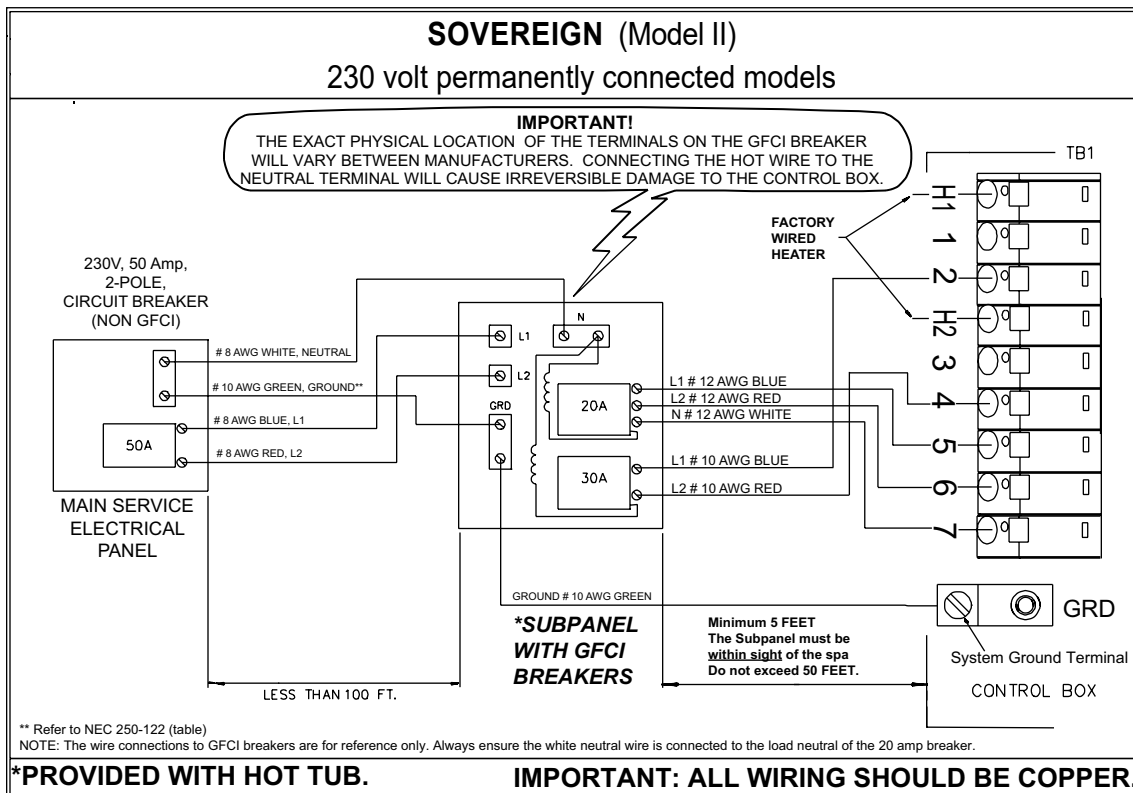 SOVEREIGN (Model II)
230 volt permanently connected models
IMPORTANT!
THE EXACT PHYSICAL LOCATION OF THE TERMINALS ON THE GFCI BREAKER
WILL VARY BETWEEN MANUFACTURERS. CONNECTING THE HOT WIRE TO THE
NEUTRAL TERMINAL WILL CAUSE IRREVERSIBLE DAMAGE TO THE CONTROL BOX.
TB1
H1
1
2
H2
3
4
5
6
7
FACTORY
WIRED
HEATER
230V, 50 Amp,
2-POLE,
CIRCUIT BREAKER
(NON GFCI)
# 8 AWG WHITE, NEUTRAL
# 10 AWG GREEN, GROUND**
# 8 AWG BLUE, L1
# 8 AWG RED, L2
50A
MAIN SERVICE
ELECTRICAL
PANEL
N
L1
L2
GRD
20A
30A
L1 # 12 AWG BLUE
L2 # 12 AWG RED
N # 12 AWG WHITE
L1 # 10 AWG BLUE
L2 # 10 AWG RED
GROUND # 10 AWG GREEN
*SUBPANEL
WITH GFCI
BREAKERS
Minimum 5 FEET
The Subpanel must be
within sight of the spa
Do not exceed 50 FEET.
GRD
System Ground Terminal
CONTROL BOX
LESS THAN 100 FT.
** Refer to NEC 250-122 (table)
NOTE: The wire connections to GFCI breakers are for reference only. Always ensure the white neutral wire is connected to the load neutral of the 20 amp breaker.
*PROVIDED WITH HOT TUB.
IMPORTANT: ALL WIRING SHOULD BE COPPER.